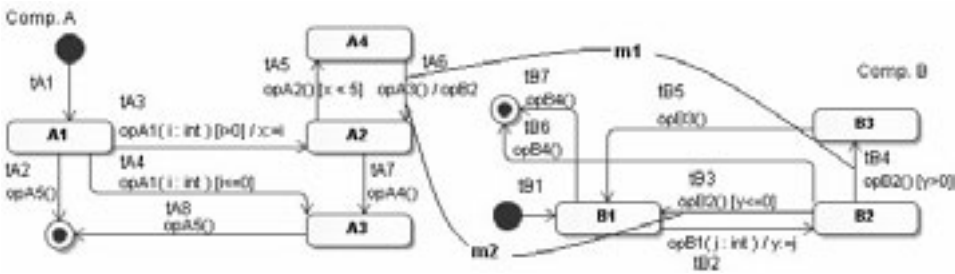 Comp. A
A4
m1
tA1
tA5
tA6
opA2() [x < 5]
opA3() / opB2
Comp. B
tB7
opB4()
tB5
opB3()
B3
tA3
opA1( i : int ) [i>0] / x:=i
A1
A2
tB6
opB4()
tB4
opB2() [y>0]
tA2
opA5()
tA4
opA1( i : int ) [i<=0]
tA7
opA4()
tB1
tB3
opB2() [y<=0]
B1
B2
tA8
opA5()
A3
m2
opB1( j : int ) / y:=j
tB2